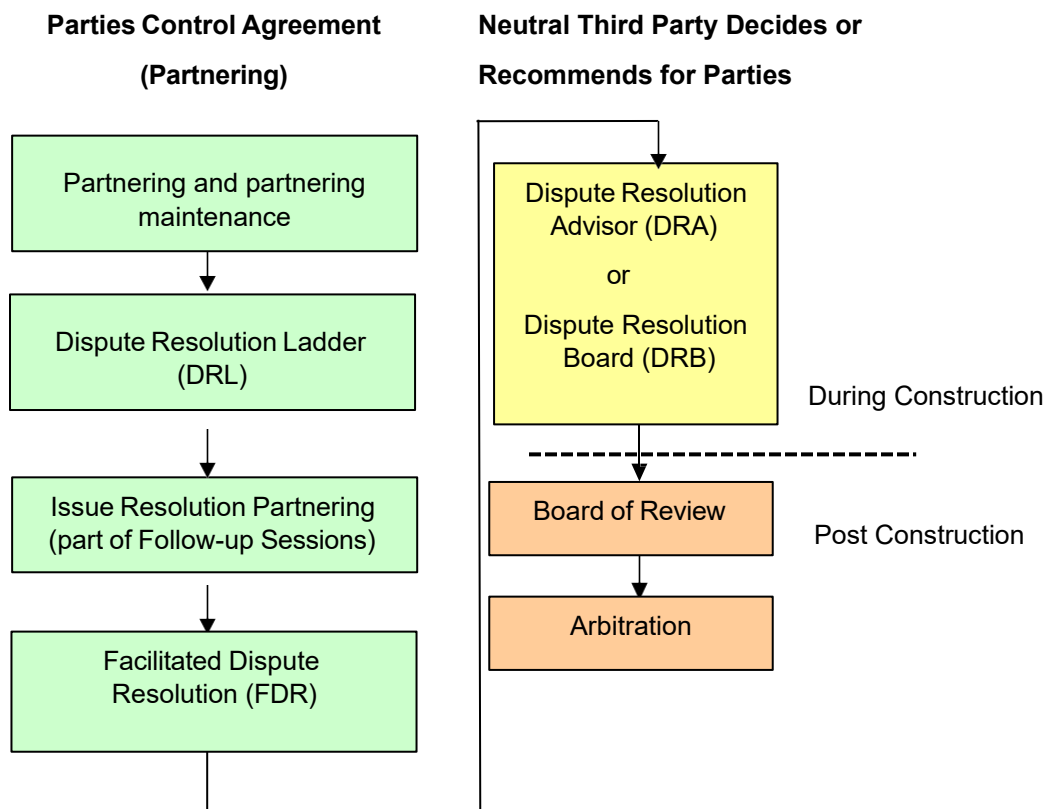 Parties Control Agreement
(Partnering)
Partnering and partnering
maintenance
Dispute Resolution Ladder
(DRL)
Issue Resolution Partnering
(part of Follow-up Sessions)
Facilitated Dispute
Resolution (FDR)
Neutral Third Party Decides or
Recommends for Parties
Dispute Resolution
Advisor (DRA)
or
Dispute Resolution
Board (DRB)
During Construction
Board of Review
Post Construction
Arbitration